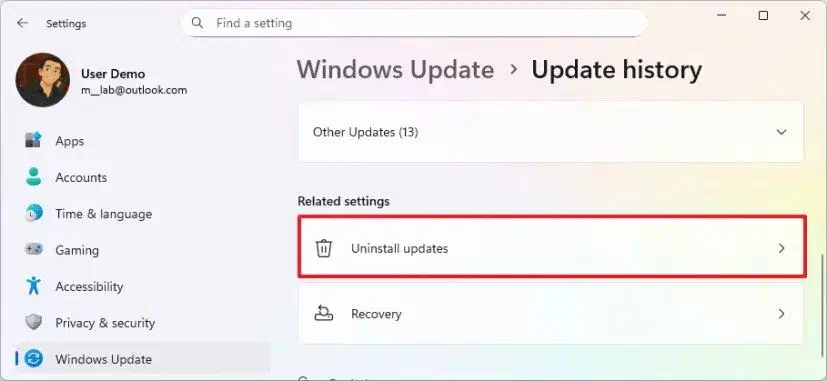 Settings
Find a setting
User Demo
m__lab@outlook.com
Apps
Accounts
Time & language
Gaming
Accessibility
Privacy & security
Windows Update
Windows Update > Update history
Other Updates (13)
Related settings
Uninstall updates
Recovery